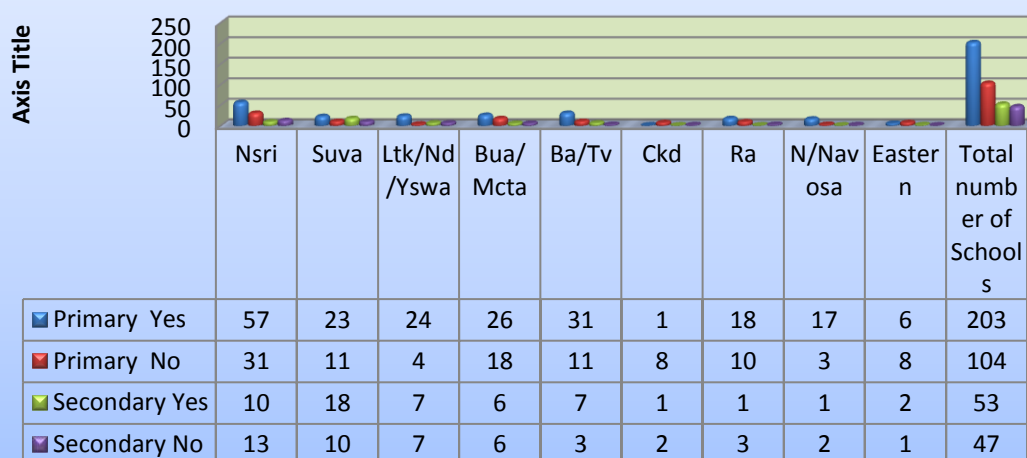 Axis Title
250
200
150
100
50
0
Nsri Suva Ltk/Nd Bua/ Ba/Tv Ckd Ra N/Nav Easter Total
/Yswa Mcta osa n numb
er of
School
s
Primary Yes 57 23 24 26 31 1 18 17 6 203
Primary No 31 11 4 18 11 8 10 3 8 104
Secondary Yes 10 18 7 6 7 1 1 1 2 53
Secondary No 13 10 7 6 3 2 3 2 1 47